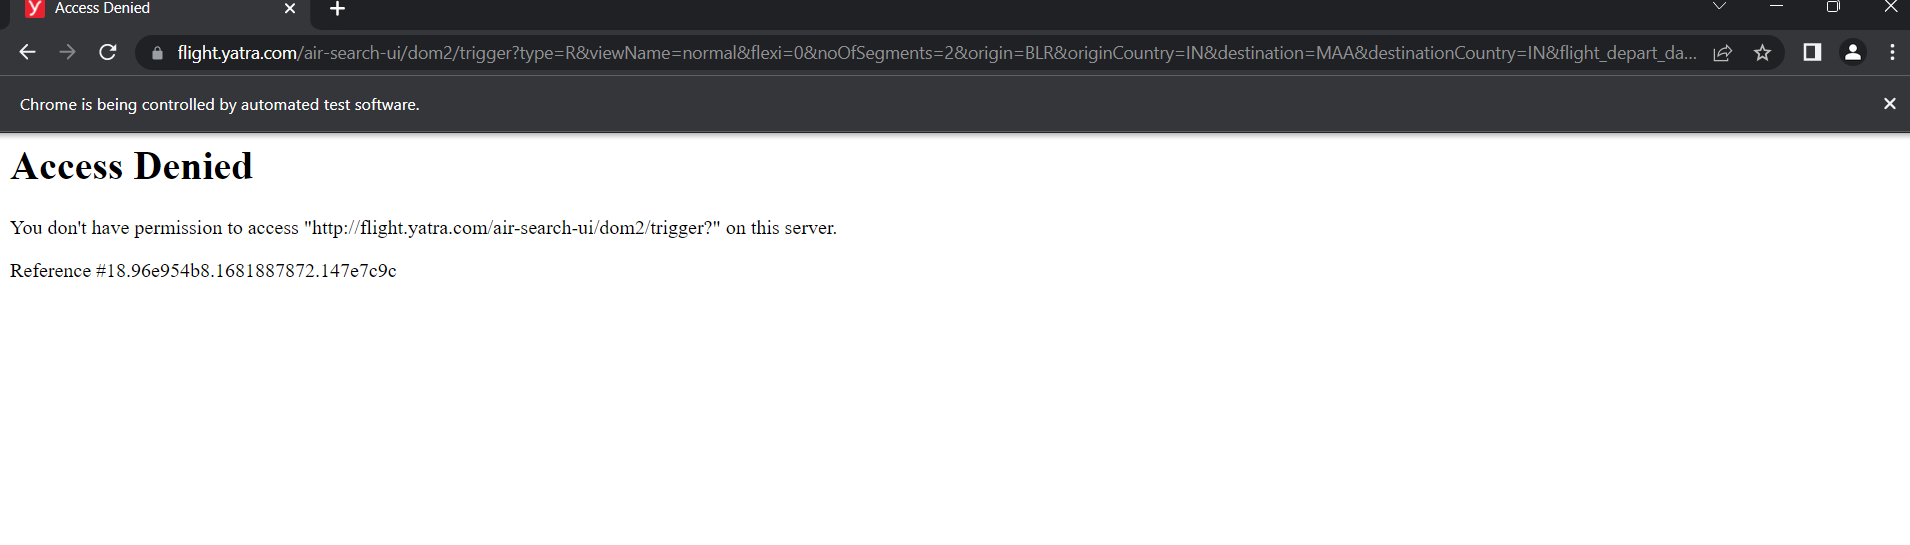 y Access Denied
flight.yatra.com/air-search-ui/dom2/trigger?type=R&viewName=normal&flexi=0&noOfSegments=2&origin=BLR&originCountry=IN&destination=MAA&destinationCountry=IN&flight_depart_da...
Chrome is being controlled by automated test software.
Access Denied
You don't have permission to access "http://flight.yatra.com/air-search-ui/dom2/trigger?" on this server.
Reference #18.96e954b8.1681887872.147e7c9c